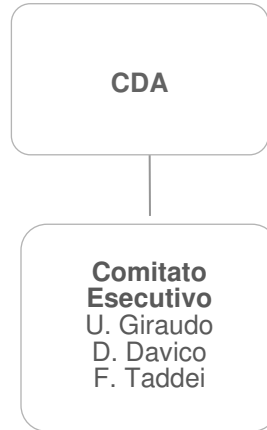 CDA
Comitato
Esecutivo
U. Giraudo
D. Davico
F. Taddei